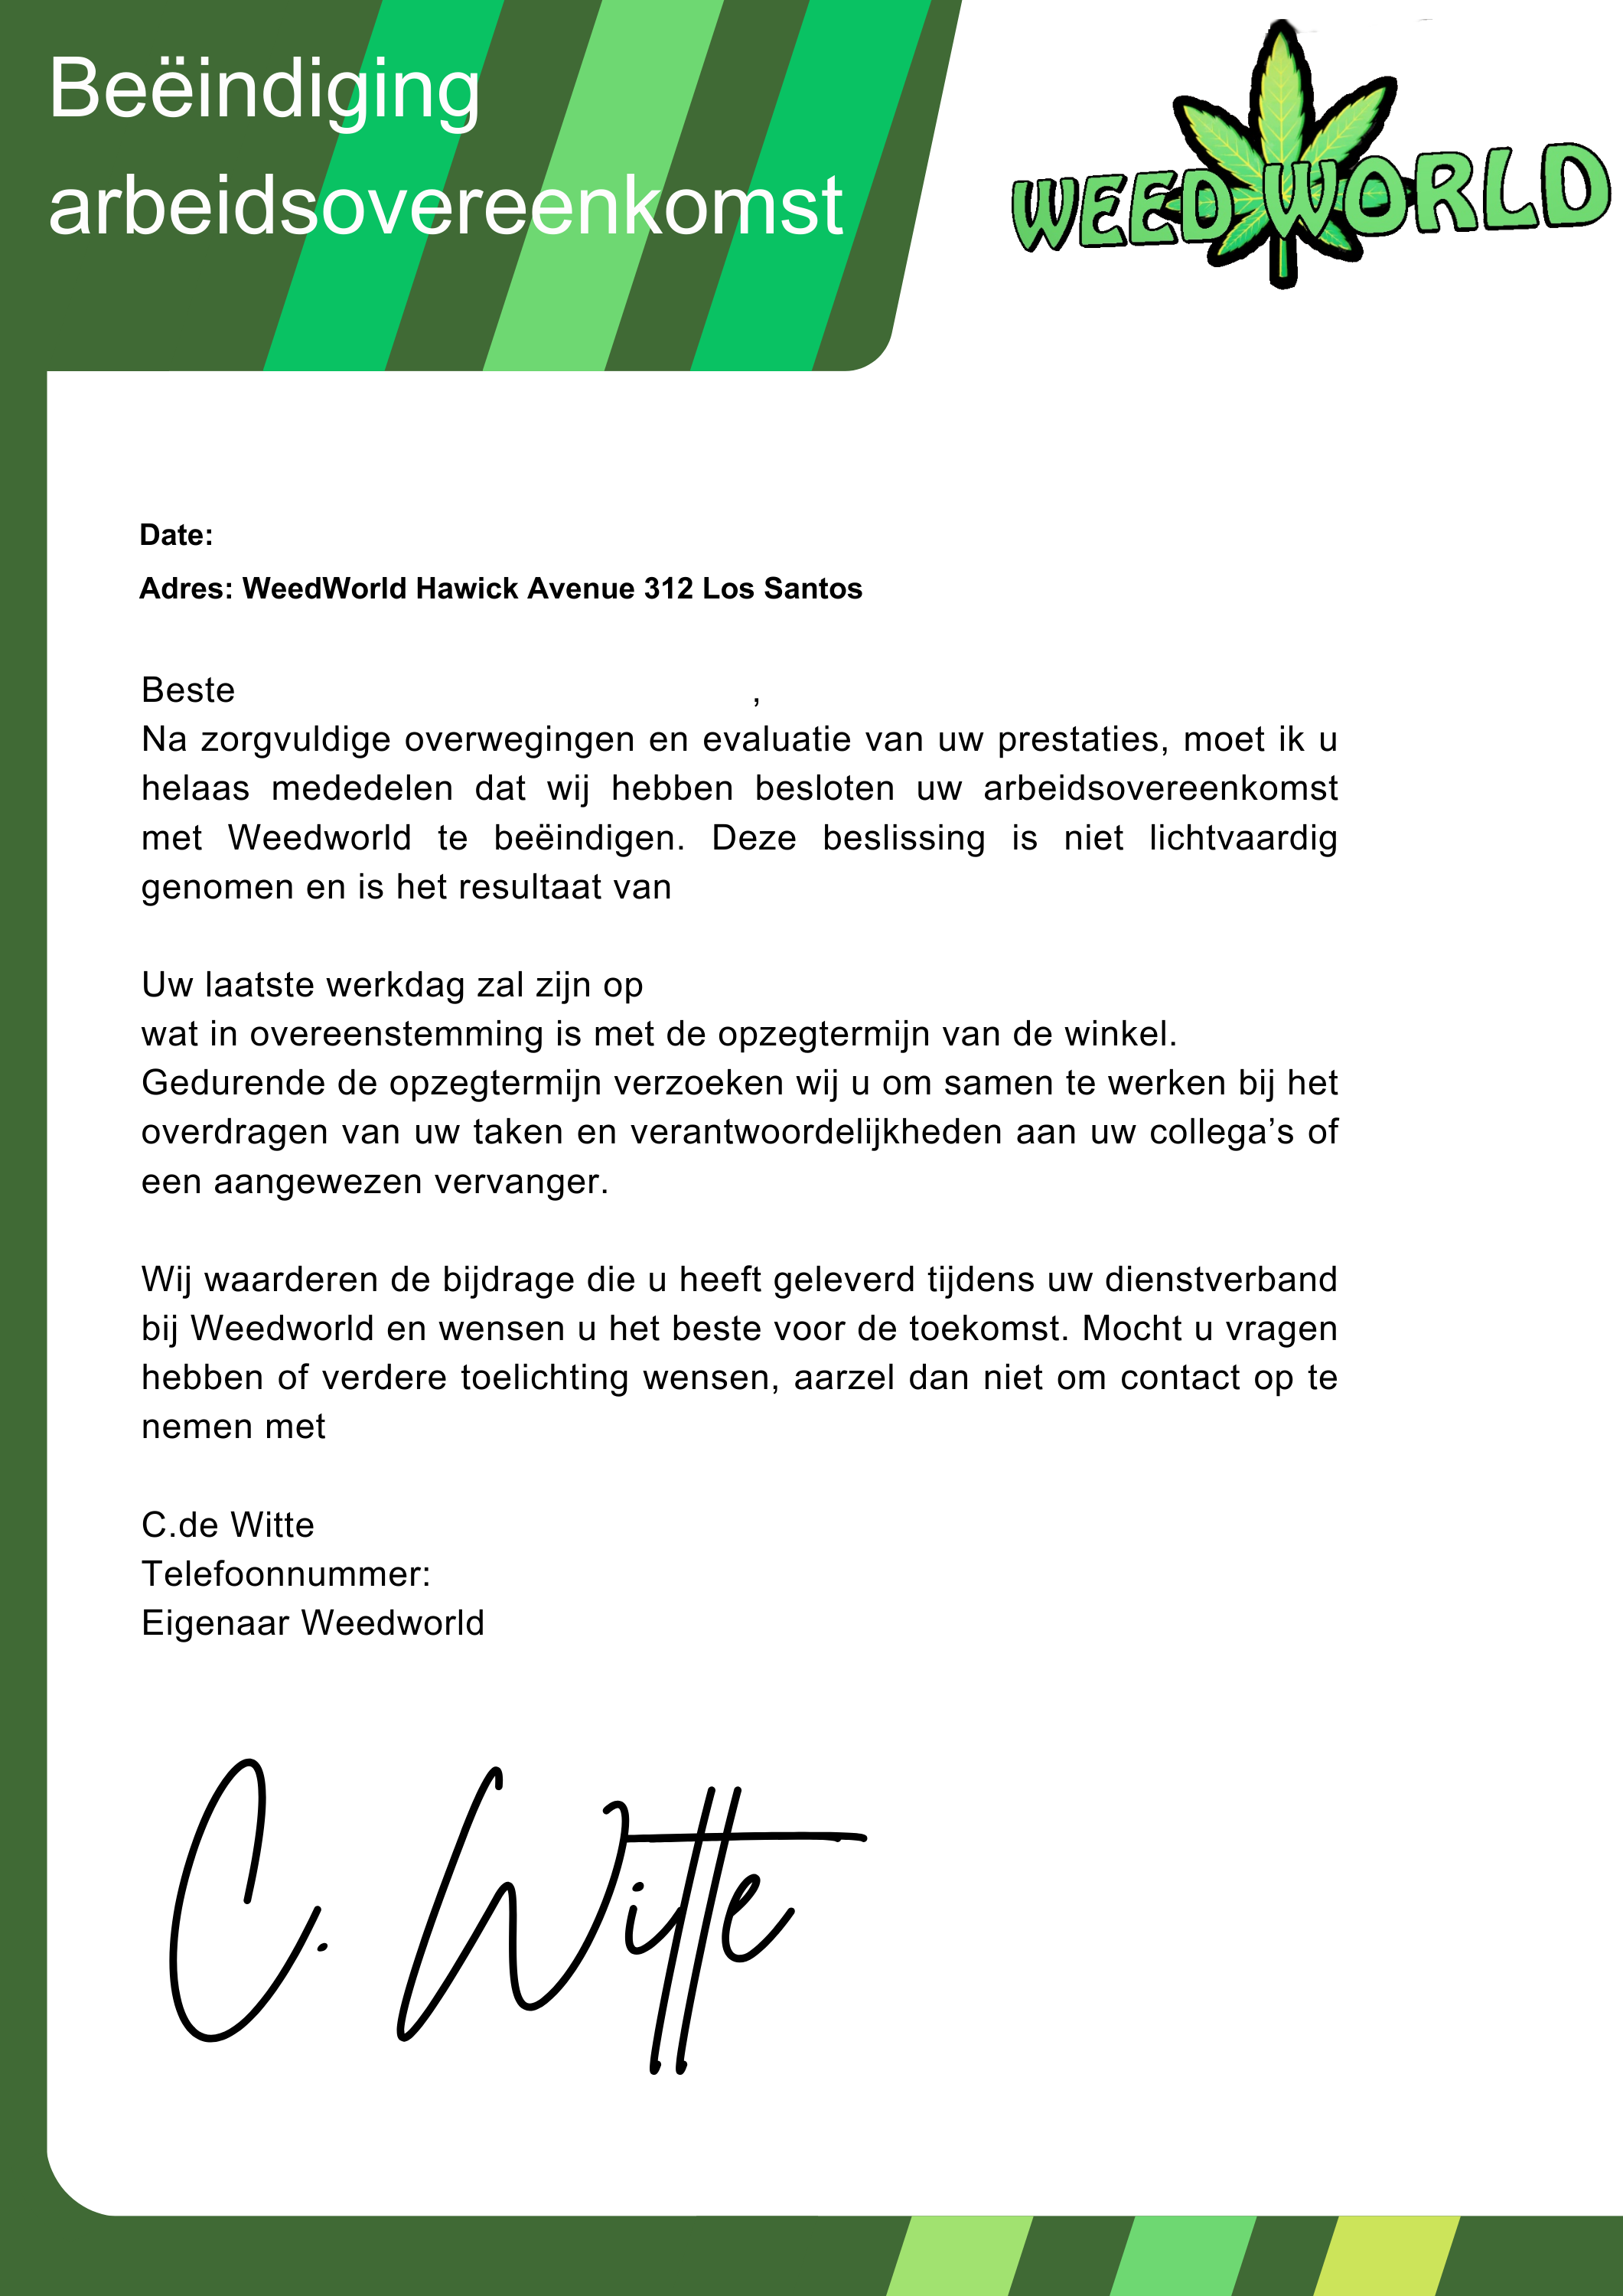 Beëindiging
arbeidsovereenkomst
WEED WORLD
Date:
Adres: WeedWorld Hawick Avenue 312 Los Santos
Beste ,
Na zorgvuldige overwegingen en evaluatie van uw prestaties, moet ik u
helaas mededelen dat wij hebben besloten uw arbeidsovereenkomst
met Weedworld te beëindigen. Deze beslissing is niet lichtvaardig
genomen en is het resultaat van
Uw laatste werkdag zal zijn op
wat in overeenstemming is met de opzegtermijn van de winkel.
Gedurende de opzegtermijn verzoeken wij u om samen te werken bij het
overdragen van uw taken en verantwoordelijkheden aan uw collega’s of
een aangewezen vervanger.
Wij waarderen de bijdrage die u heeft geleverd tijdens uw dienstverband
bij Weedworld en wensen u het beste voor de toekomst. Mocht u vragen
hebben of verdere toelichting wensen, aarzel dan niet om contact op te
nemen met
C.de Witte
Telefoonnummer:
Eigenaar Weedworld
C. Witte